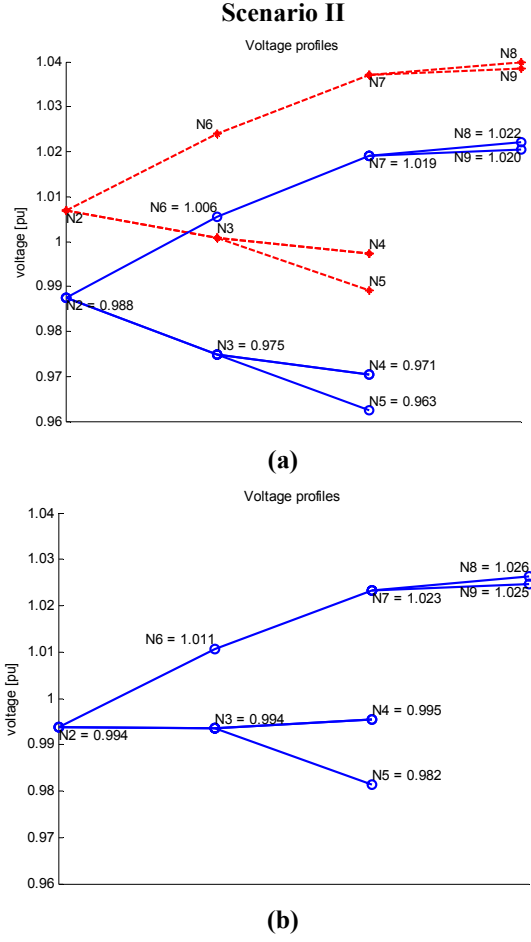 Scenario II
Voltage profiles
1.04
1.03
1.02
1.01
1
0.99
0.98
0.97
0.96
voltage [pu]
N8
N9
N7
N6
N8 = 1.022
N9 = 1.020
N7 = 1.019
N6 = 1.006
N2
N3
N4
N5
N2 = 0.988
N3 = 0.975
N4 = 0.971
N5 = 0.963
(a)
Voltage profiles
1.04
1.03
1.02
1.01
1
0.99
0.98
0.97
0.96
voltage [pu]
N8 = 1.026
N9 = 1.025
N7 = 1.023
N6 = 1.011
N2 = 0.994
N3 = 0.994
N4 = 0.995
N5 = 0.982
(b)